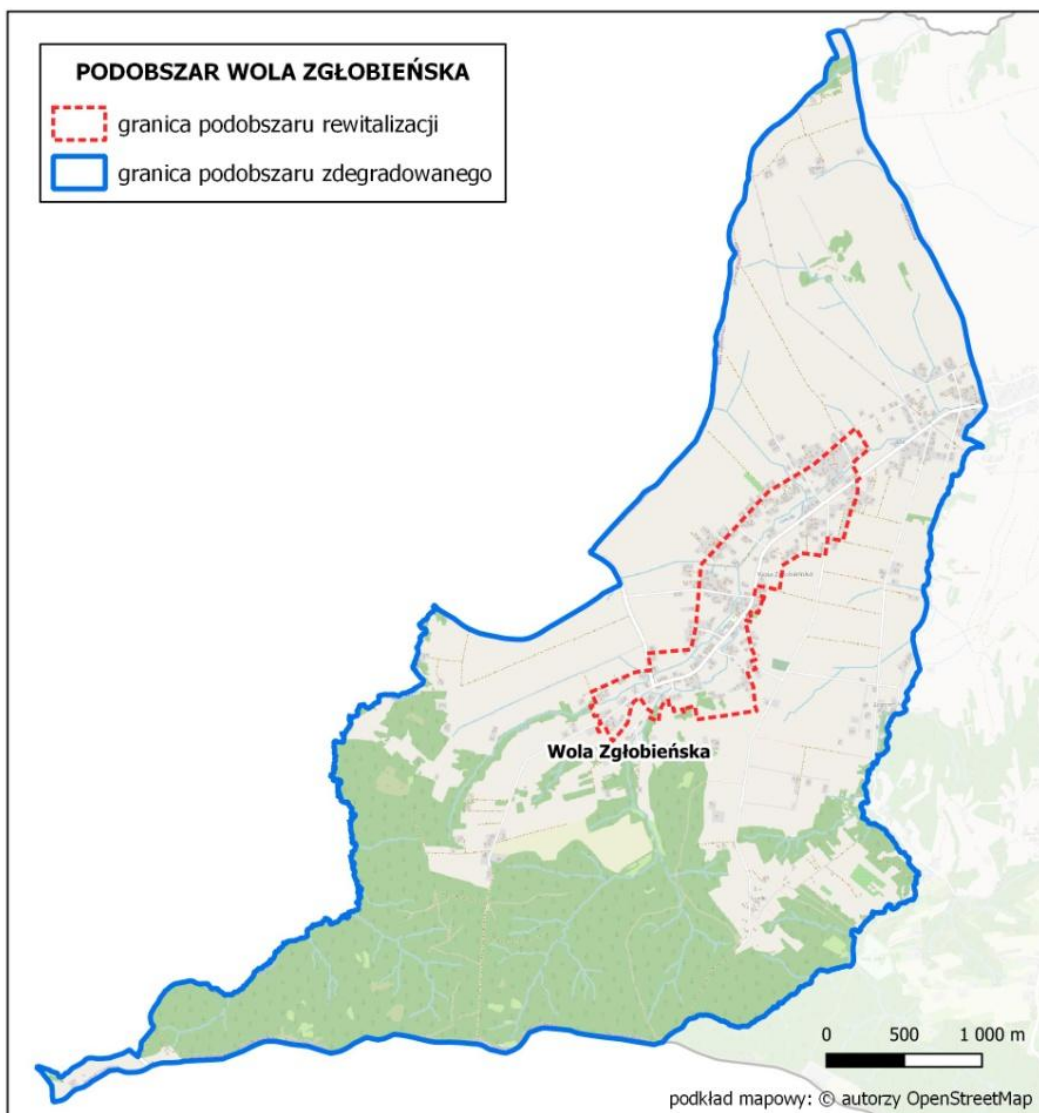 PODOBSZAR WOLA ZGŁOBIEŃSKA
granica podobszaru rewitalizacji
granica podobszaru zdegradowanego
Wola Zgłobieńska
0 500 1 000 m
podkład mapowy: © autorzy OpenStreetMap